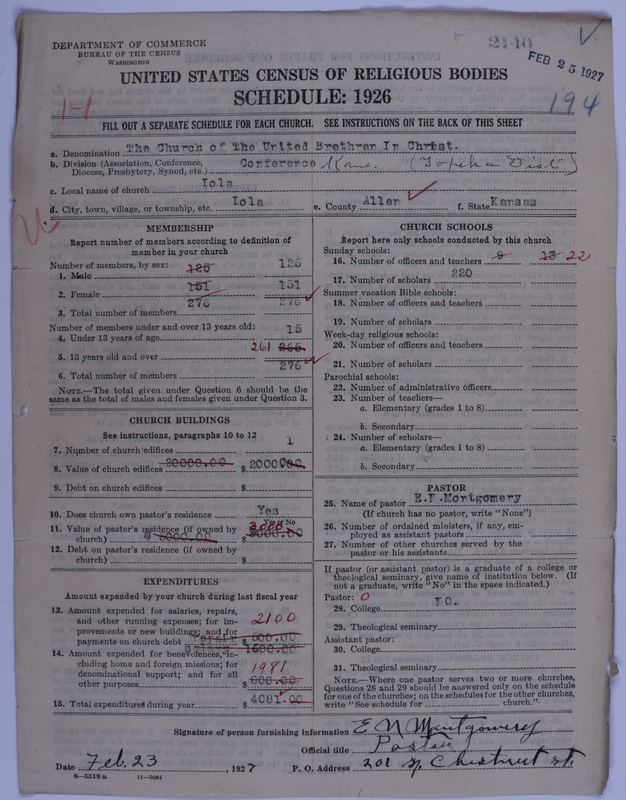 DEPARTMENT OF COMMERCE
BUREAU OF THE CENSUS
WASHINGTON
2110
FEB 25 1927
UNITED STATES CENSUS OF RELIGIOUS BODIES
SCHEDULE: 1926
1-1
194
FILL OUT A SEPARATE SCHEDULE FOR EACH CHURCH. SEE INSTRUCTIONS ON THE BACK OF THIS SHEET
a. Denomination The Church of The United Brethren In Christ.
b. Division (Association, Conference, Diocese, Presbytery, Synod, etc.) Conference Kans. (Topeka Dist.)
c. Local name of church Iola
d. City, town, village, or township, etc. Iola e. County Allen f. State Kansas
MEMBERSHIP
Report number of members according to definition of
member in your church
Number of members, by sex:
1. Male 125 125
2. Female 151 151
3. Total number of members 276 276
Number of members under and over 13 years old:
4. Under 13 years of age 15
5. 13 years old and over 261
6. Total number of members 276
NOTE.—The total given under Question 6 should be the
same as the total of males and females given under Question 3.
CHURCH BUILDINGS
See instructions, paragraphs 10 to 12
7. Number of church edifices 1
8. Value of church edifices 20000.00 $20000
9. Debt on church edifices $
10. Does church own pastor's residence Yes
11. Value of pastor's residence (if owned by
church) $
12. Debt on pastor's residence (if owned by
church) $
EXPENDITURES
Amount expended by your church during last fiscal year
13. Amount expended for salaries, repairs,
and other running expenses; for im-
provements or new buildings; and for
payments on church debt 2100 $500.00
1600.00
14. Amount expended for benevolences, in-
cluding home and foreign missions; for
denominational support; and for all
other purposes 1981 $
15. Total expenditures during year $4081.00
CHURCH SCHOOLS
Report here only schools conducted by this church
Sunday schools:
16. Number of officers and teachers 9 13 22
17. Number of scholars 220
Summer vacation Bible schools:
18. Number of officers and teachers
19. Number of scholars
Week-day religious schools:
20. Number of officers and teachers
21. Number of scholars
Parochial schools:
22. Number of administrative officers
23. Number of teachers—
a. Elementary (grades 1 to 8)
b. Secondary
24. Number of scholars—
a. Elementary (grades 1 to 8)
b. Secondary
PASTOR
25. Name of pastor E.I.Montgomery
(If church has no pastor, write "None")
26. Number of ordained ministers, if any, em-
ployed as assistant pastors
27. Number of other churches served by the
pastor or his assistants
If pastor (or assistant pastor) is a graduate of a college or
theological seminary, give name of institution below. (If
not a graduate, write "No" in the space indicated.)
Pastor: 0
28. College
29. Theological seminary
Assistant pastor:
30. College
31. Theological seminary
NOTE.—Where one pastor serves two or more churches,
Questions 28 and 29 should be answered only on the schedule
for one of the churches; on the schedules for the other churches,
write "See schedule for church."
Signature of person furnishing information E N Montgomery
Official title Pastor
Date Feb. 23, 1927 P. O. Address 201 N. Chestnut st.
8-5518a 11-9684